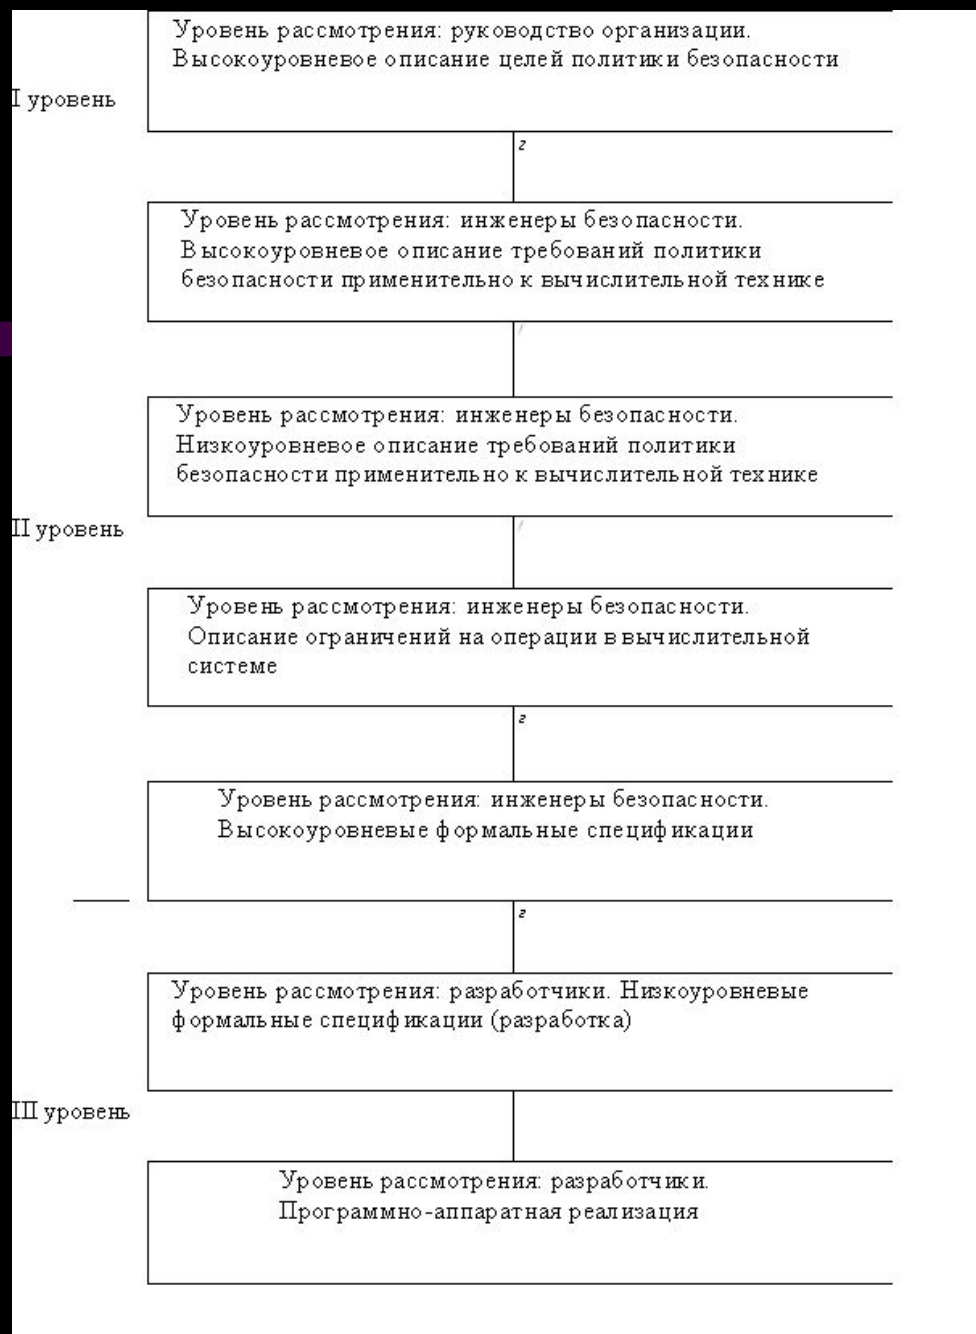 Уровень рассмотрения: руководство организации.
Высокоуровневое описание целей политики безопасности
I уровень
г
Уровень рассмотрения: инженеры безопасности.
Высокоуровневое описание требований политики
безопасности применительно к вычислительной технике
Уровень рассмотрения: инженеры безопасности.
Низкоуровневое описание требований политики
безопасности применительно к вычислительной технике
II уровень
Уровень рассмотрения: инженеры безопасности.
Описание ограничений на операции в вычислительной
системе
г
Уровень рассмотрения: инженеры безопасности.
Высокоуровневые формальные спецификации
г
Уровень рассмотрения: разработчики. Низкоуровневые
формальные спецификации (разработка)
III уровень
Уровень рассмотрения: разработчики.
Программно-аппаратная реализация